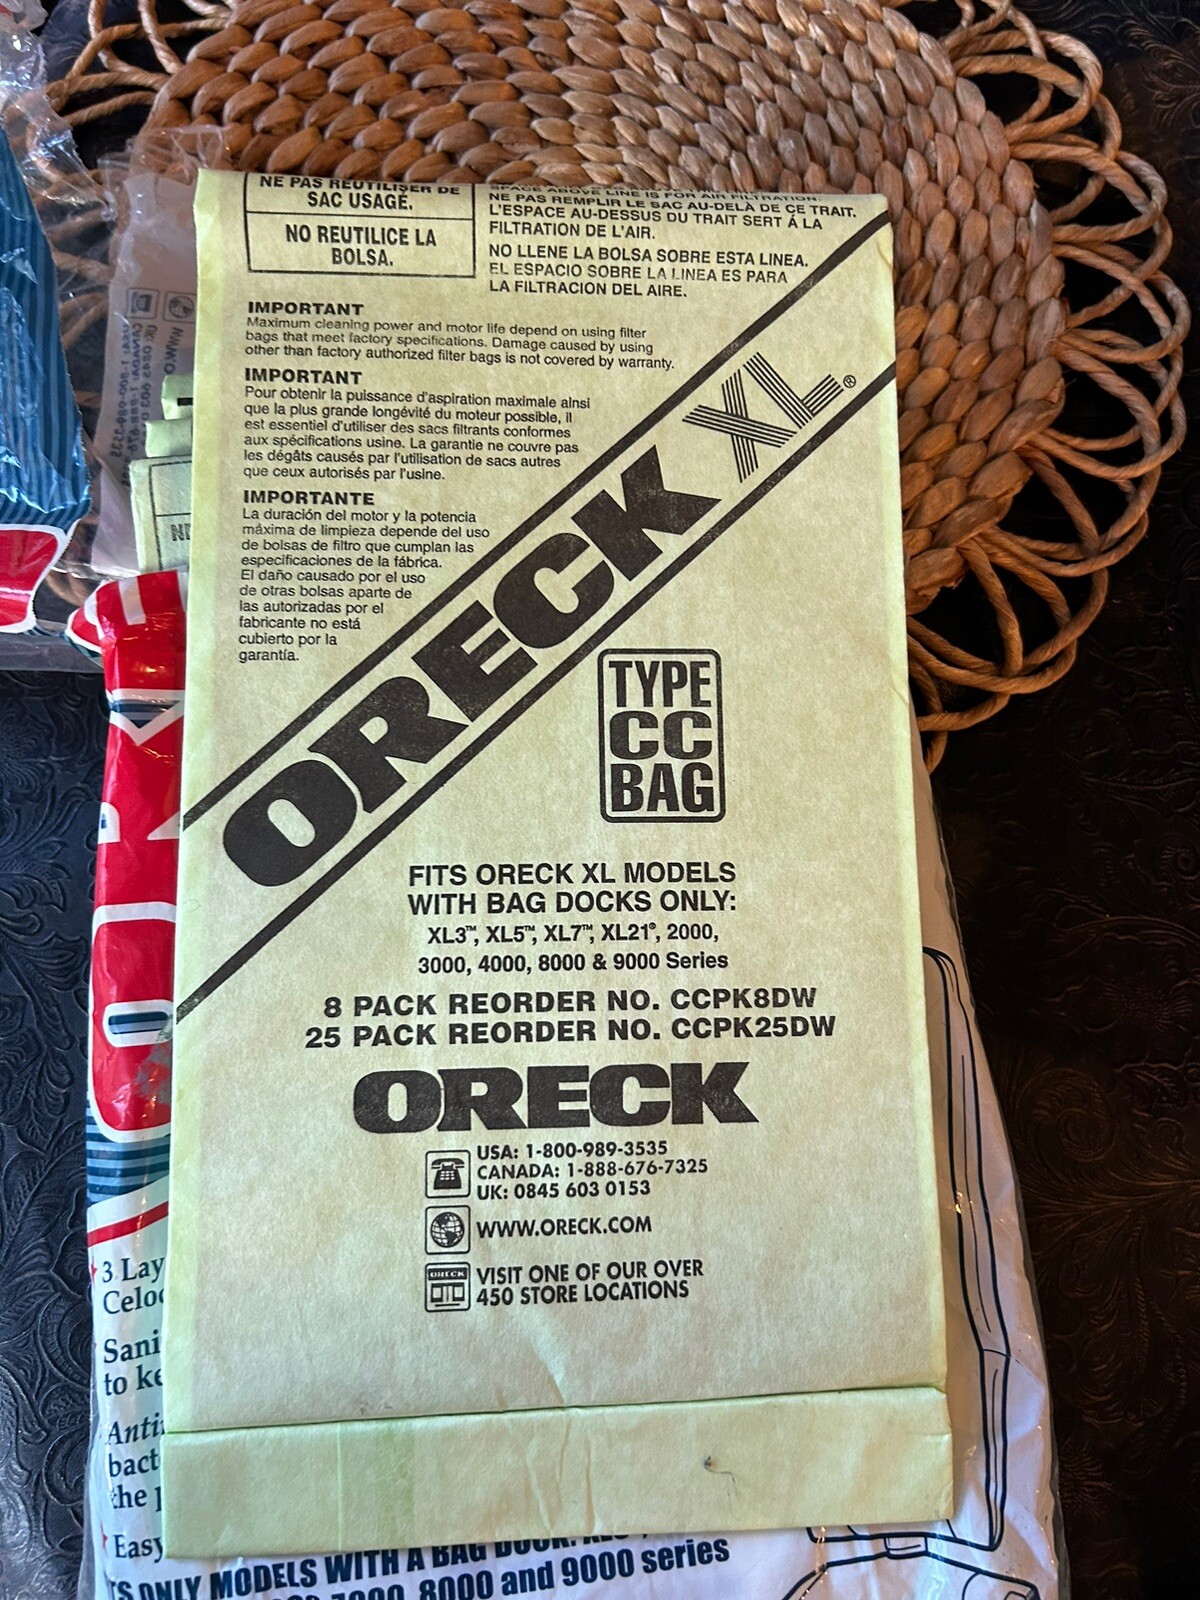 NE PAS RÉUTILISER DE
SAC USAGÉ.
NO REUTILICE LA
BOLSA.
SPACE ABOVE LINE IS FOR AIR FILTRATION.
NE PAS REMPLIR LE SAC AU-DELÀ DE CE TRAIT.
L'ESPACE AU-DESSUS DU TRAIT SERT À LA
FILTRATION DE L'AIR.
NO LLENE LA BOLSA SOBRE ESTA LINEA.
EL ESPACIO SOBRE LA LINEA ES PARA
LA FILTRACION DEL AIRE.
IMPORTANT
Maximum cleaning power and motor life depend on using filter
bags that meet factory specifications. Damage caused by using
other than factory authorized filter bags is not covered by warranty.
IMPORTANT
Pour obtenir la puissance d'aspiration maximale ainsi
que la plus grande longévité du moteur possible, il
est essentiel d'utiliser des sacs filtrants conformes
aux spécifications usine. La garantie ne couvre pas
les dégâts causés par l'utilisation de sacs autres
que ceux autorisés par l'usine.
IMPORTANTE
La duración del motor y la potencia
máxima de limpieza depende del uso
de bolsas de filtro que cumplan las
especificaciones de la fábrica.
El daño causado por el uso
de otras bolsas aparte de
las autorizadas por el
fabricante no está
cubierto por la
garantía.
ORECK XL®
TYPE
CC
BAG
FITS ORECK XL MODELS
WITH BAG DOCKS ONLY:
XL3™, XL5™, XL7™, XL21®, 2000,
3000, 4000, 8000 & 9000 Series
8 PACK REORDER NO. CCPK8DW
25 PACK REORDER NO. CCPK25DW
ORECK
USA: 1-800-989-3535
CANADA: 1-888-676-7325
UK: 0845 603 0153
WWW.ORECK.COM
ORECK
VISIT ONE OF OUR OVER
450 STORE LOCATIONS
3 Lay
Celoc
Sani
to ke
Anti
bact
the
Easy
ONLY MODELS WITH A BAG DOCK.
8000 and 9000 series